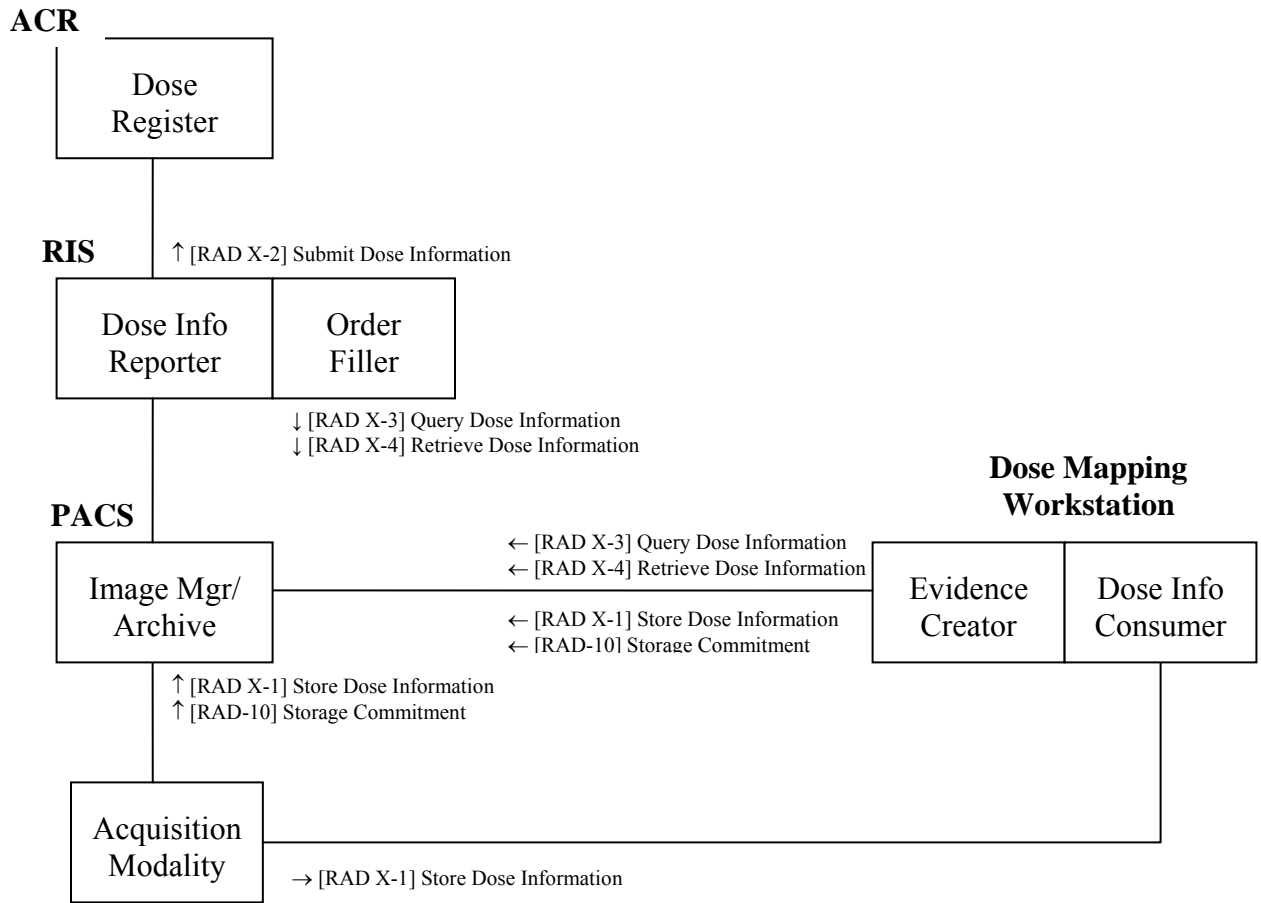 ACR
Dose
Register
RIS
↑ [RAD X-2] Submit Dose Information
Dose Info
Reporter
Order
Filler
↓ [RAD X-3] Query Dose Information
↓ [RAD X-4] Retrieve Dose Information
Dose Mapping
Workstation
PACS
← [RAD X-3] Query Dose Information
← [RAD X-4] Retrieve Dose Information
Image Mgr/
Archive
Evidence
Creator
Dose Info
Consumer
← [RAD X-1] Store Dose Information
← [RAD-10] Storage Commitment
↑ [RAD X-1] Store Dose Information
↑ [RAD-10] Storage Commitment
Acquisition
Modality
→ [RAD X-1] Store Dose Information